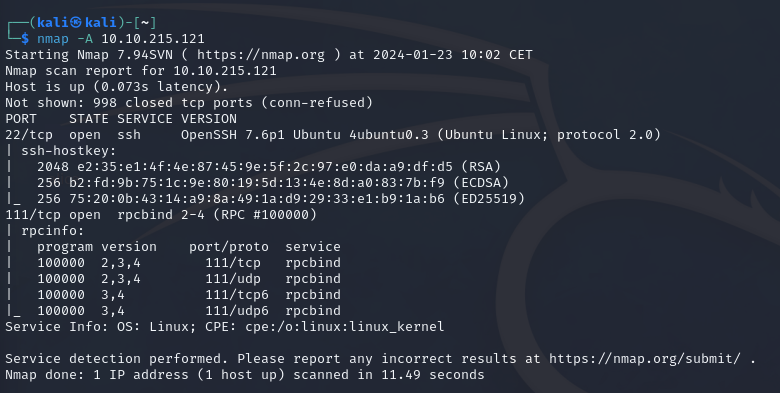 ┌──(kali㉿kali)-[~]
└─$ nmap -A 10.10.215.121
Starting Nmap 7.94SVN ( https://nmap.org ) at 2024-01-23 10:02 CET
Nmap scan report for 10.10.215.121
Host is up (0.073s latency).
Not shown: 998 closed tcp ports (conn-refused)
PORT    STATE SERVICE VERSION
22/tcp  open  ssh     OpenSSH 7.6p1 Ubuntu 4ubuntu0.3 (Ubuntu Linux; protocol 2.0)
| ssh-hostkey:
|   2048 e2:35:e1:4f:4e:87:45:9e:5f:2c:97:e0:da:a9:df:d5 (RSA)
|   256 b2:fd:9b:75:1c:9e:80:19:5d:13:4e:8d:a0:83:7b:f9 (ECDSA)
|_  256 75:20:0b:43:14:a9:8a:49:1a:d9:29:33:e1:b9:1a:b6 (ED25519)
111/tcp open  rpcbind 2-4 (RPC #100000)
| rpcinfo:
|   program version    port/proto  service
|   100000  2,3,4        111/tcp   rpcbind
|   100000  2,3,4        111/udp   rpcbind
|   100000  3,4          111/tcp6  rpcbind
|_  100000  3,4          111/udp6  rpcbind
Service Info: OS: Linux; CPE: cpe:/o:linux:linux_kernel

Service detection performed. Please report any incorrect results at https://nmap.org/submit/ .
Nmap done: 1 IP address (1 host up) scanned in 11.49 seconds